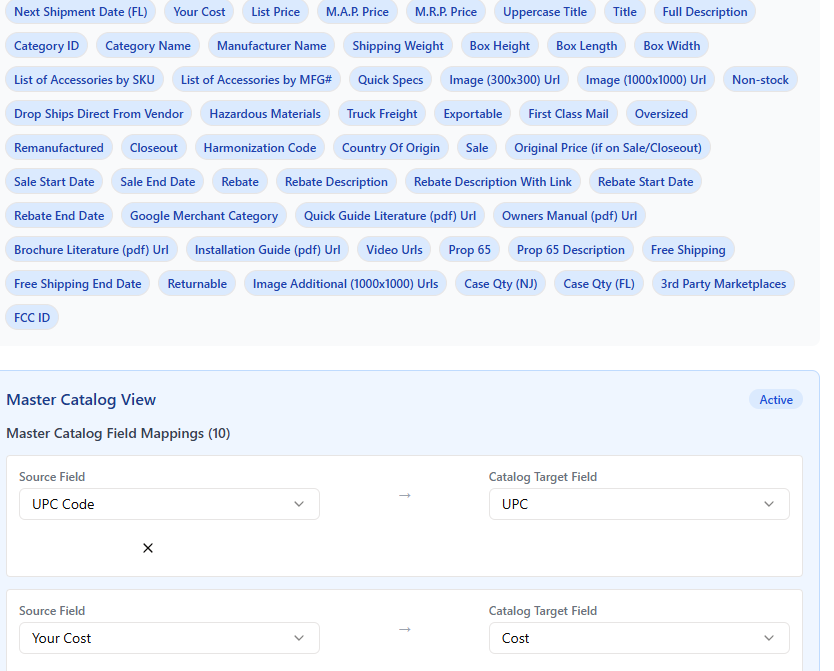 Next Shipment Date (FL) Your Cost List Price M.A.P. Price M.R.P. Price Uppercase Title Title Full Description
Category ID Category Name Manufacturer Name Shipping Weight Box Height Box Length Box Width
List of Accessories by SKU List of Accessories by MFG# Quick Specs Image (300x300) Url Image (1000x1000) Url Non-stock
Drop Ships Direct From Vendor Hazardous Materials Truck Freight Exportable First Class Mail Oversized
Remanufactured Closeout Harmonization Code Country Of Origin Sale Original Price (if on Sale/Closeout)
Sale Start Date Sale End Date Rebate Rebate Description Rebate Description With Link Rebate Start Date
Rebate End Date Google Merchant Category Quick Guide Literature (pdf) Url Owners Manual (pdf) Url
Brochure Literature (pdf) Url Installation Guide (pdf) Url Video Urls Prop 65 Prop 65 Description Free Shipping
Free Shipping End Date Returnable Image Additional (1000x1000) Urls Case Qty (NJ) Case Qty (FL) 3rd Party Marketplaces
FCC ID
Master Catalog View Active
Master Catalog Field Mappings (10)
Source Field Catalog Target Field
UPC Code → UPC
Source Field Catalog Target Field
Your Cost → Cost